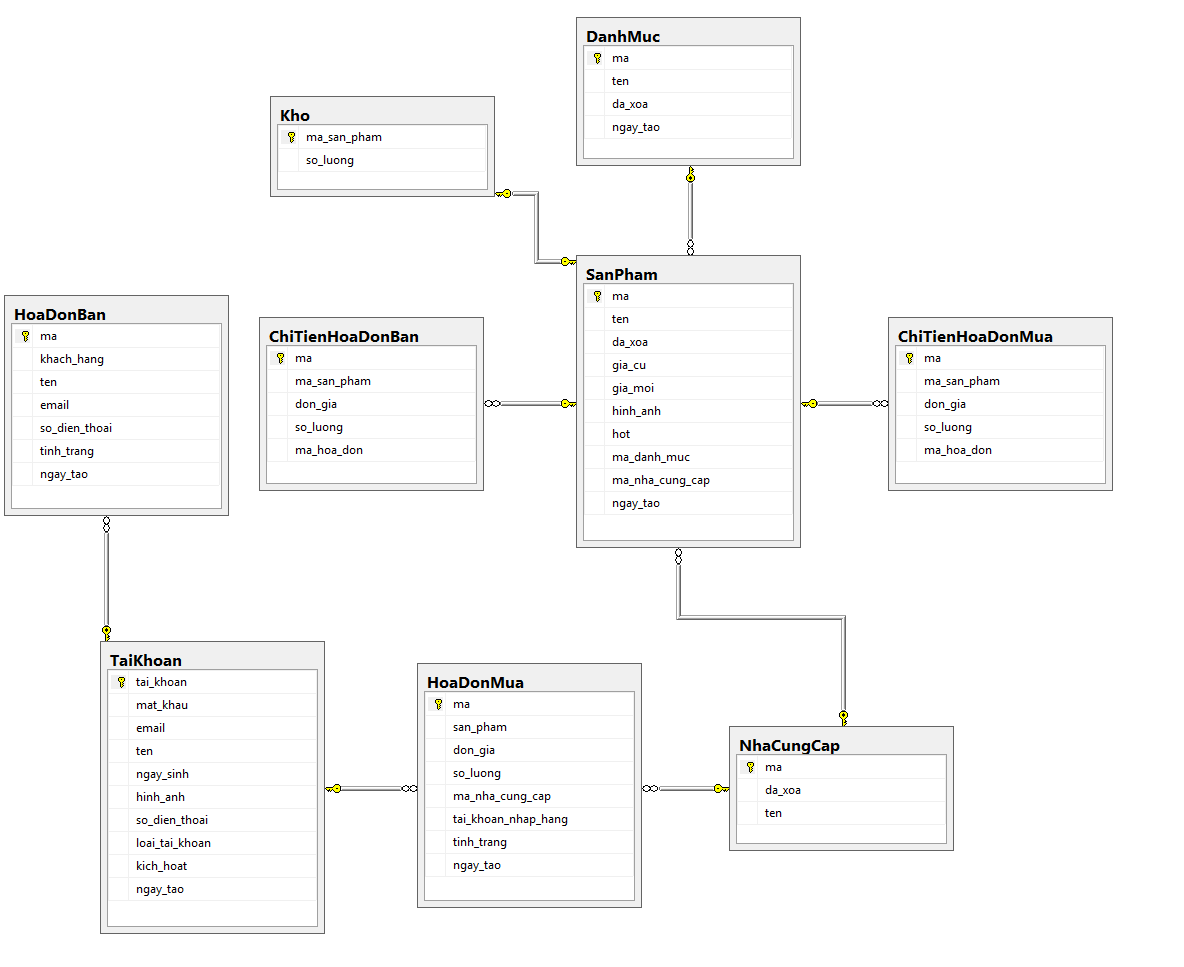 DanhMuc
ma
ten
da_xoa
ngay_tao
Kho
ma_san_pham
so_luong
SanPham
ma
ten
da_xoa
gia_cu
gia_moi
hinh_anh
hot
ma_danh_muc
ma_nha_cung_cap
ngay_tao
HoaDonBan
ma
khach_hang
ten
email
so_dien_thoai
tinh_trang
ngay_tao
ChiTienHoaDonBan
ma
ma_san_pham
don_gia
so_luong
ma_hoa_don
ChiTienHoaDonMua
ma
ma_san_pham
don_gia
so_luong
ma_hoa_don
TaiKhoan
tai_khoan
mat_khau
email
ten
ngay_sinh
hinh_anh
so_dien_thoai
loai_tai_khoan
kich_hoat
ngay_tao
HoaDonMua
ma
san_pham
don_gia
so_luong
ma_nha_cung_cap
tai_khoan_nhap_hang
tinh_trang
ngay_tao
NhaCungCap
ma
da_xoa
ten